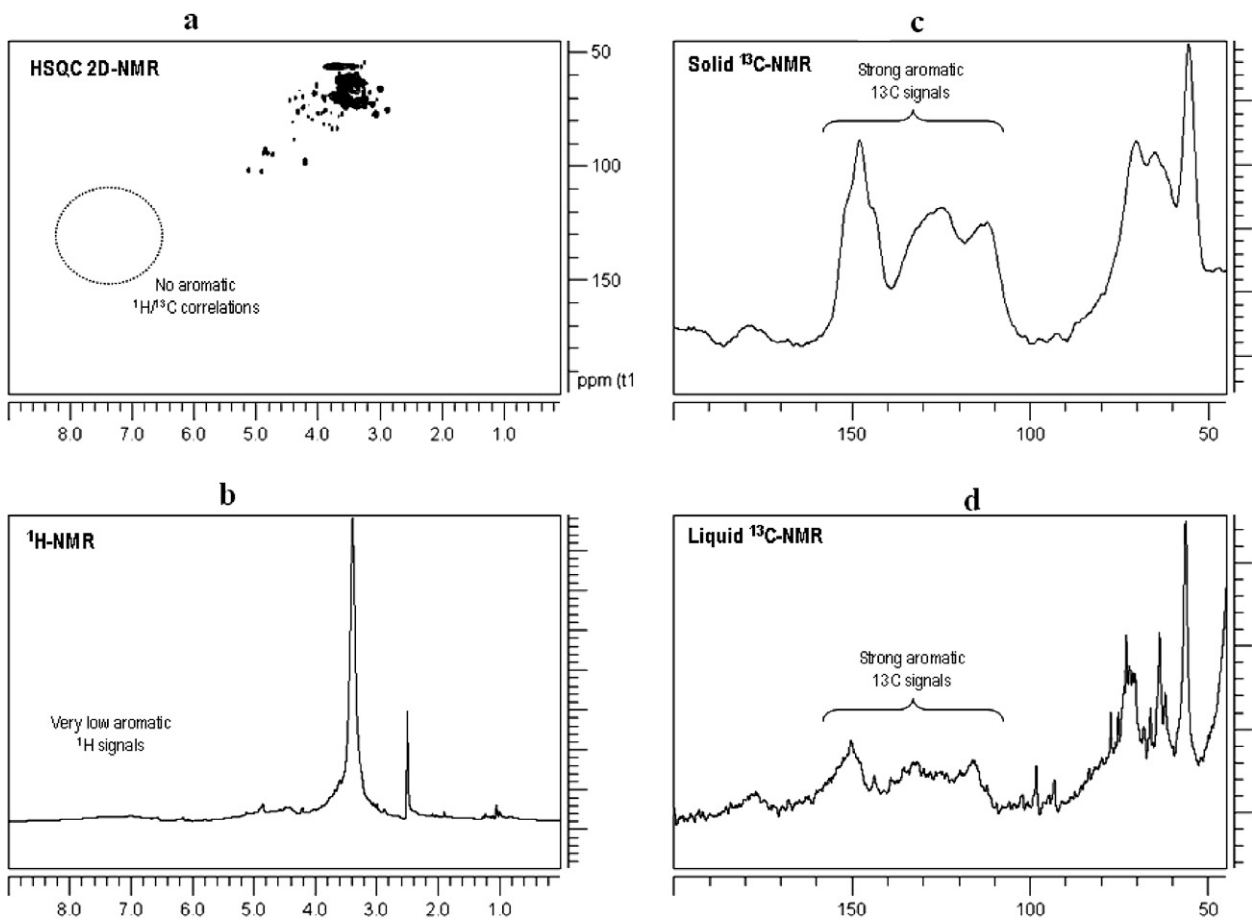 a
HSQC 2D-NMR
No aromatic
¹H/¹³C correlations
50
100
150
ppm (t1
8.0 7.0 6.0 5.0 4.0 3.0 2.0 1.0
c
Solid ¹³C-NMR
Strong aromatic
13C signals
150 100 50
b
¹H-NMR
Very low aromatic
¹H signals
8.0 7.0 6.0 5.0 4.0 3.0 2.0 1.0
d
Liquid ¹³C-NMR
Strong aromatic
13C signals
150 100 50